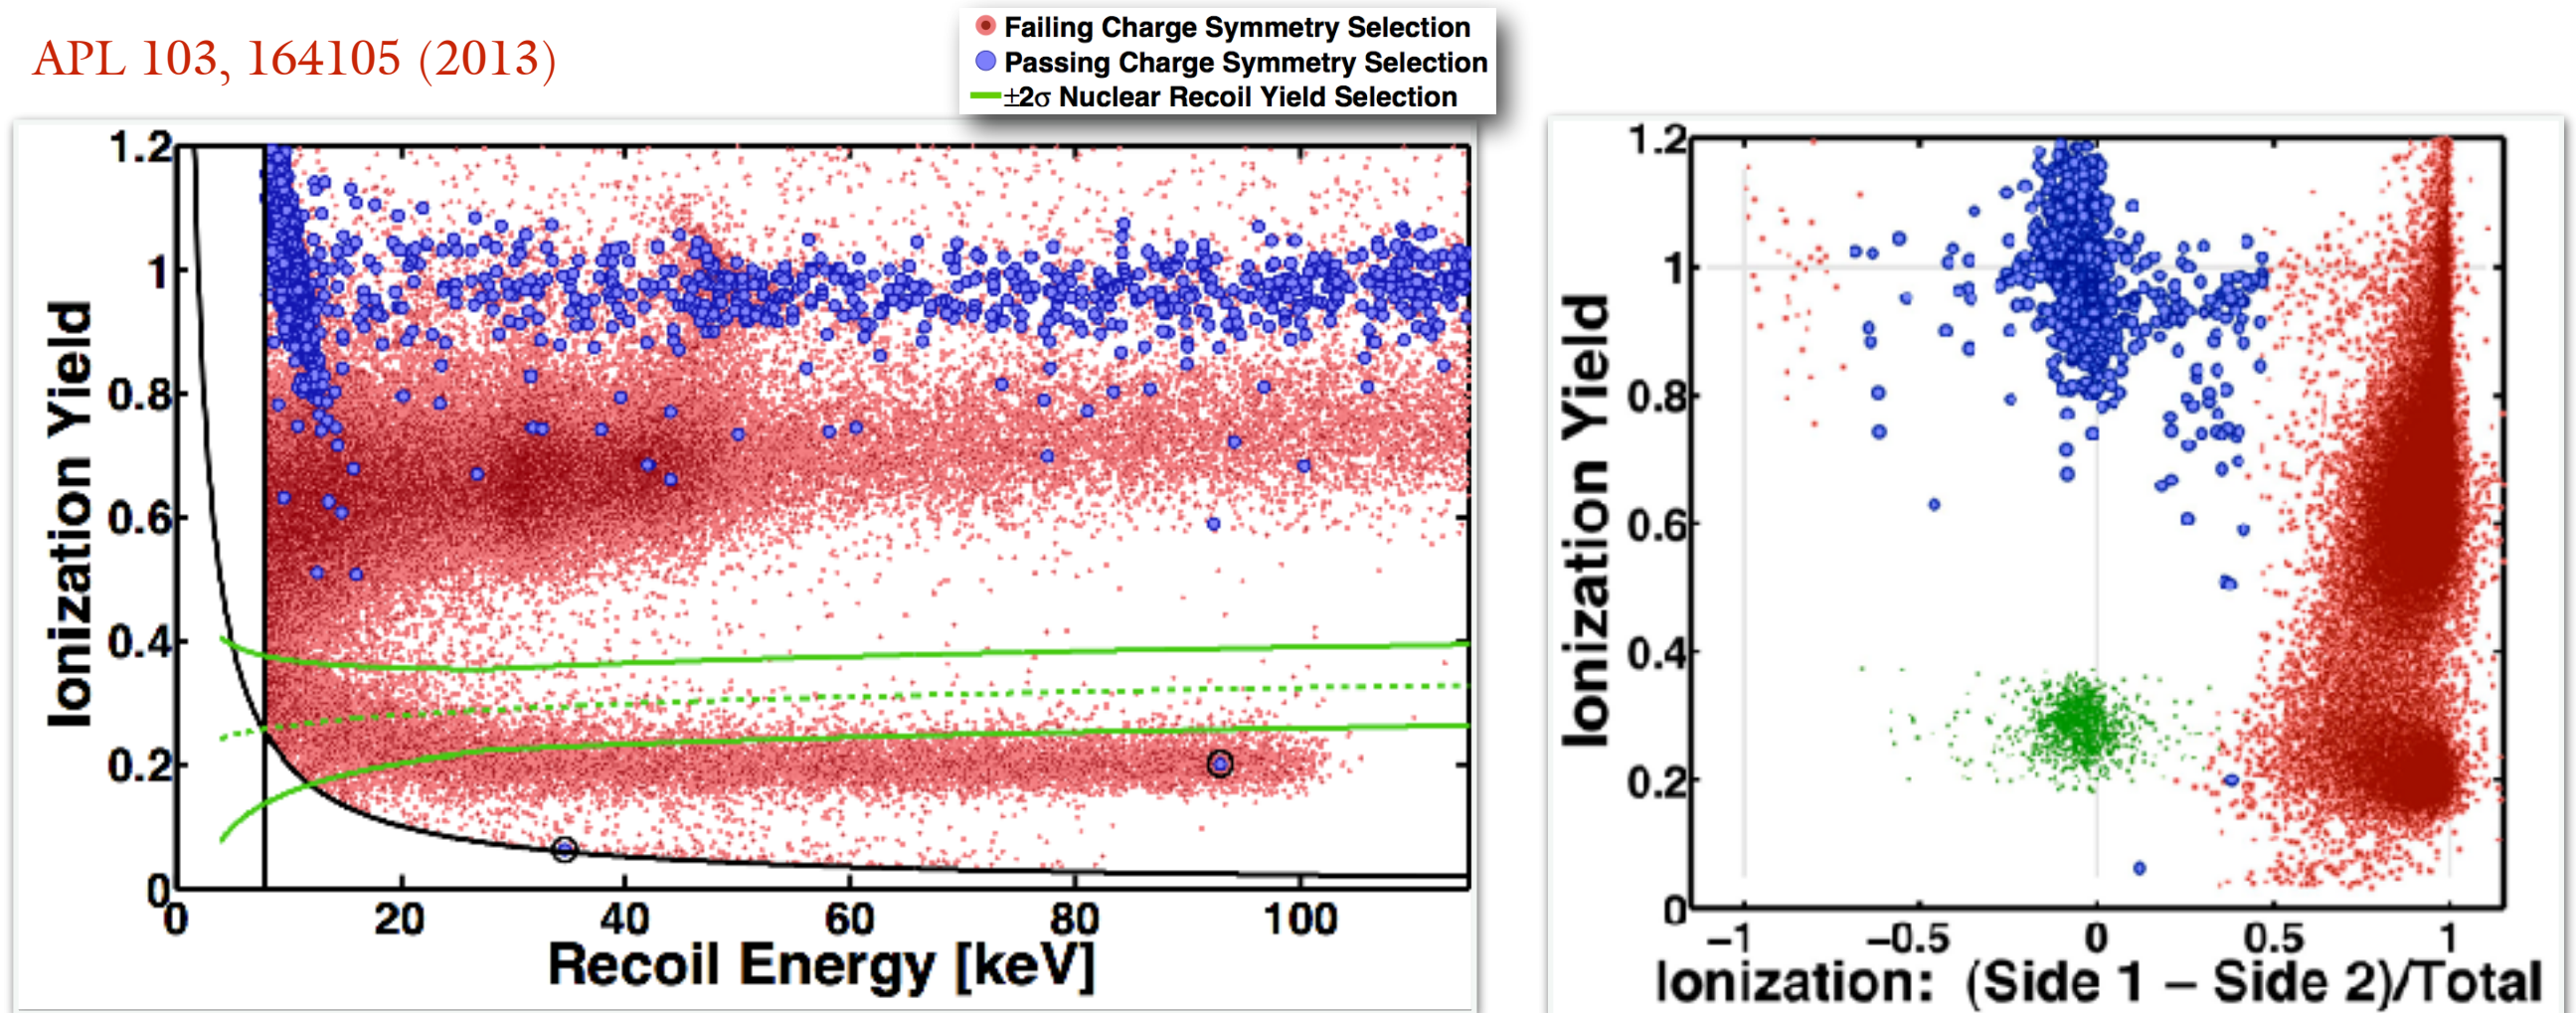 APL 103, 164105 (2013)
Failing Charge Symmetry Selection
Passing Charge Symmetry Selection
±2σ Nuclear Recoil Yield Selection
Ionization Yield
1.2
1
0.8
0.6
0.4
0.2
0
0 20 40 60 80 100
Recoil Energy [keV]
Ionization Yield
1.2
1
0.8
0.6
0.4
0.2
0
−1 −0.5 0 0.5 1
Ionization: (Side 1 – Side 2)/Total